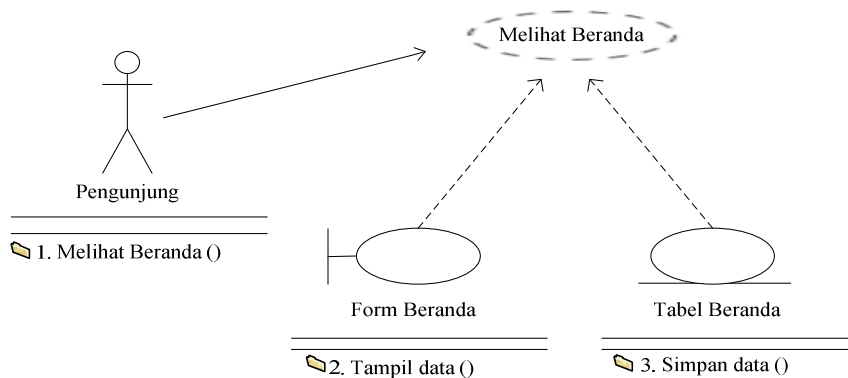 Melihat Beranda
Pengunjung
1. Melihat Beranda ()
Form Beranda
Tabel Beranda
2. Tampil data ()
3. Simpan data ()